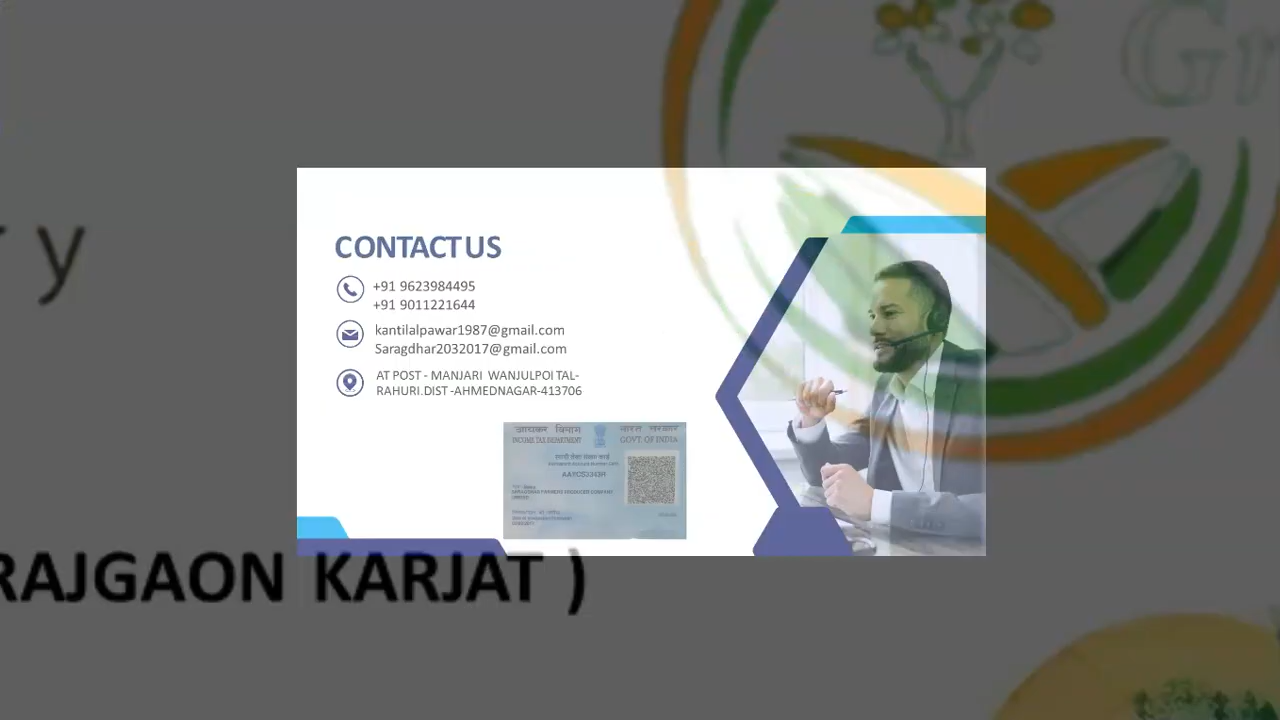 Gr
r y
CONTACT US
+91 9623984495
+91 9011221644
kantilalpawar1987@gmail.com
Saragdhar2032017@gmail.com
AT POST - MANJARI WANJULPOI TAL-
RAHURI.DIST -AHMEDNAGAR-413706
आयकर विभाग
INCOME TAX DEPARTMENT
भारत सरकार
GOVT. OF INDIA
RAJGAON KARJAT )